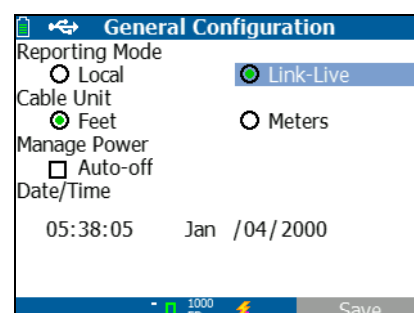 General Configuration
Reporting Mode
Local Link-Live
Cable Unit
Feet Meters
Manage Power
Auto-off
Date/Time
05:38:05 Jan /04/2000
1000
Save